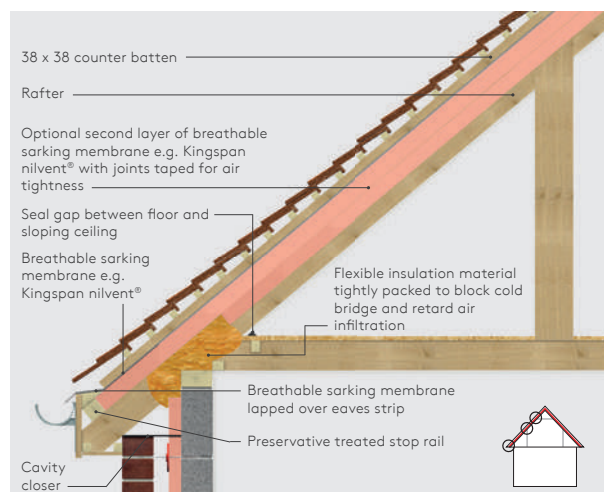 38 x 38 counter batten
Rafter
Optional second layer of breathable
sarking membrane e.g. Kingspan
nilvent® with joints taped for air
tightness
Seal gap between floor and
sloping ceiling
Breathable sarking
membrane e.g.
Kingspan nilvent®
Flexible insulation material
tightly packed to block cold
bridge and retard air
infiltration
Breathable sarking membrane
lapped over eaves strip
Preservative treated stop rail
Cavity
closer